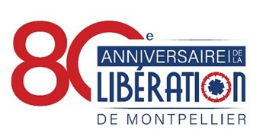 80e
ANNIVERSAIRE DE LA
LIBÉRATION
DE MONTPELLIER